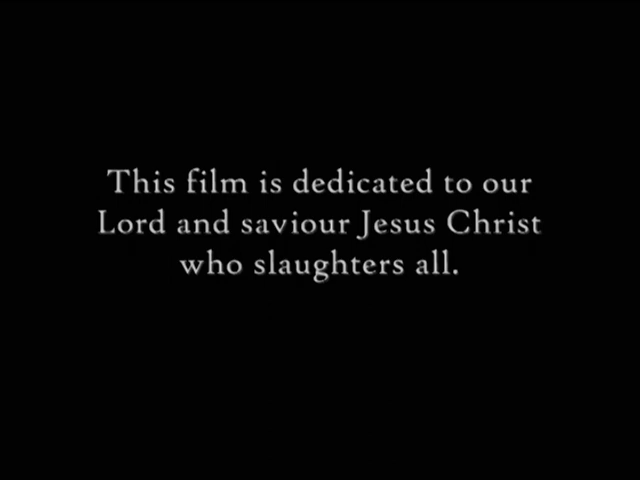 This film is dedicated to our
Lord and saviour Jesus Christ
who slaughters all.